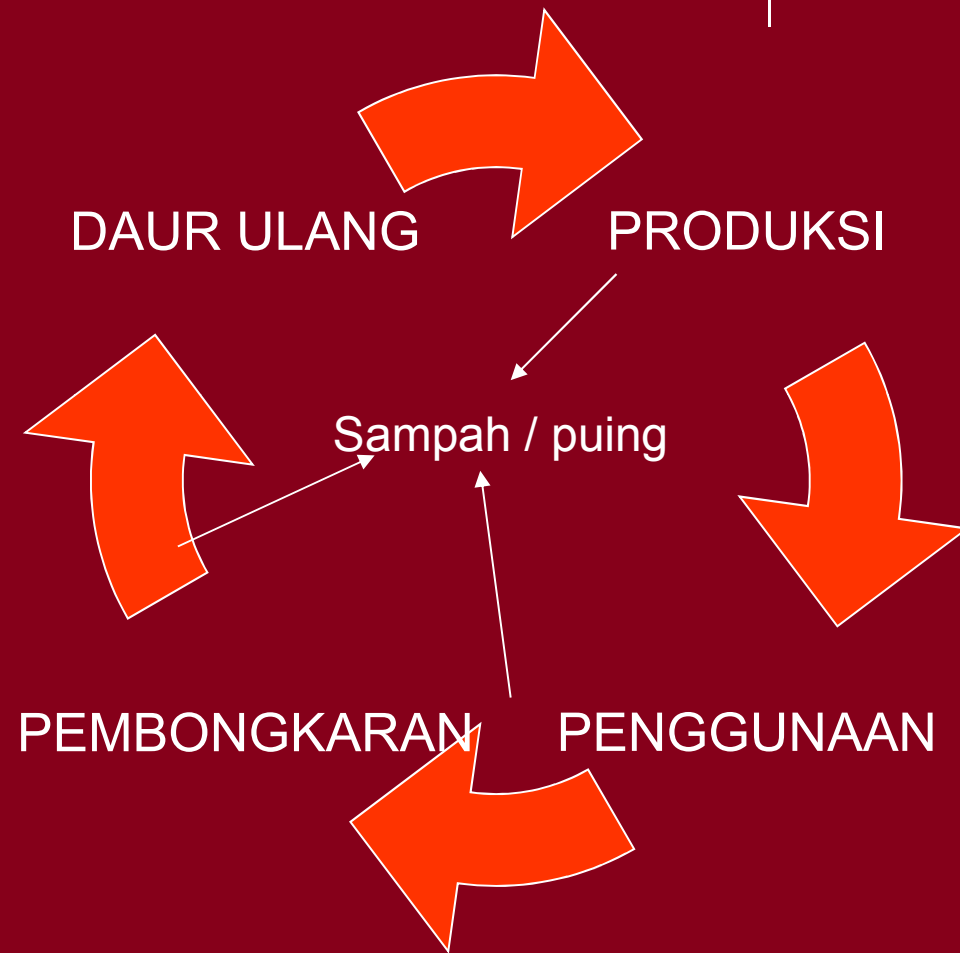 DAUR ULANG
PRODUKSI
Sampah / puing
PEMBONGKARAN
PENGGUNAAN